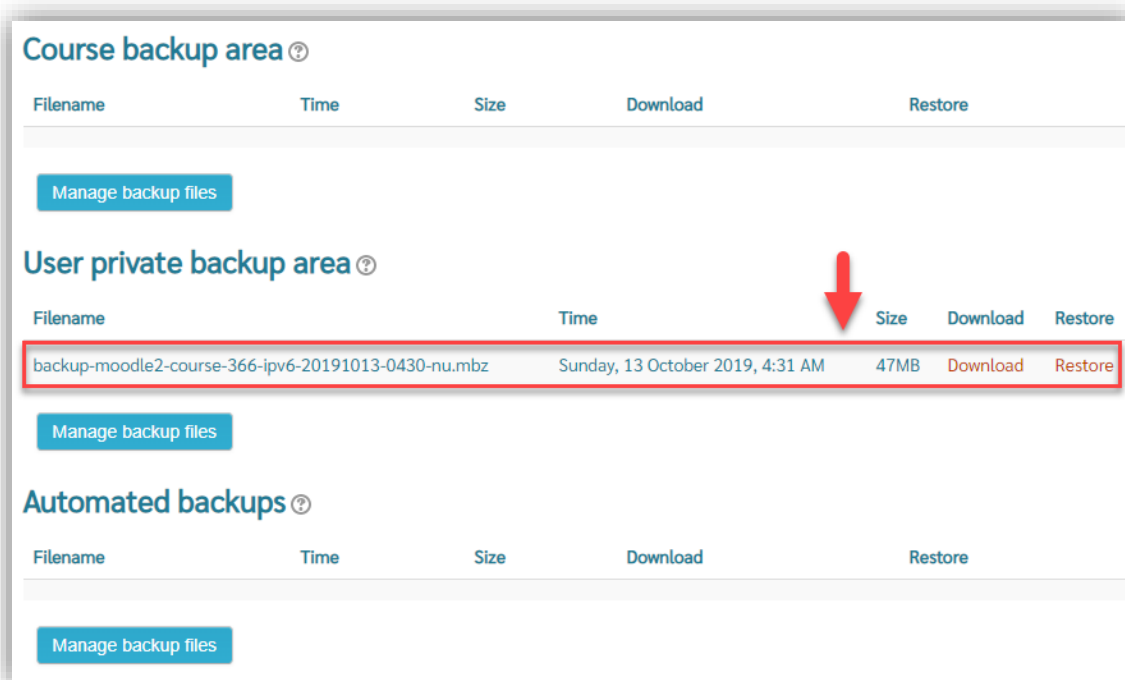 Course backup area
Filename Time Size Download Restore
Manage backup files
User private backup area
Filename Time Size Download Restore
backup-moodle2-course-366-ipv6-20191013-0430-nu.mbz Sunday, 13 October 2019, 4:31 AM 47MB Download Restore
Manage backup files
Automated backups
Filename Time Size Download Restore
Manage backup files